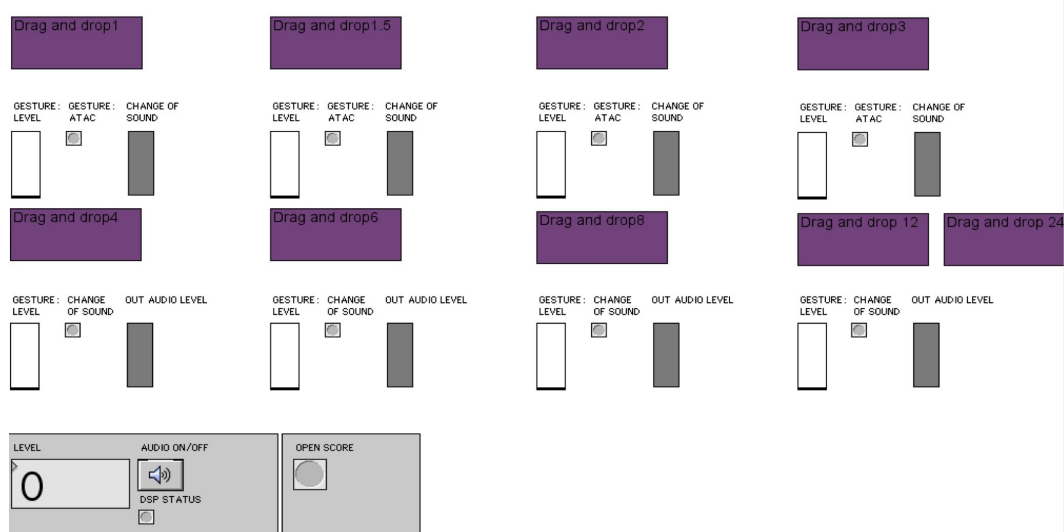 Drag and drop1
Drag and drop1.5
Drag and drop2
Drag and drop3
GESTURE: GESTURE: CHANGE OF
LEVEL ATAC SOUND
GESTURE: GESTURE: CHANGE OF
LEVEL ATAC SOUND
GESTURE: GESTURE: CHANGE OF
LEVEL ATAC SOUND
GESTURE: GESTURE: CHANGE OF
LEVEL ATAC SOUND
Drag and drop4
Drag and drop6
Drag and drop8
Drag and drop 12
Drag and drop 24
GESTURE: CHANGE OUT AUDIO LEVEL
LEVEL OF SOUND
GESTURE: CHANGE OUT AUDIO LEVEL
LEVEL OF SOUND
GESTURE: CHANGE OUT AUDIO LEVEL
LEVEL OF SOUND
GESTURE: CHANGE OUT AUDIO LEVEL
LEVEL OF SOUND
LEVEL
AUDIO ON/OFF
OPEN SCORE
0
DSP STATUS